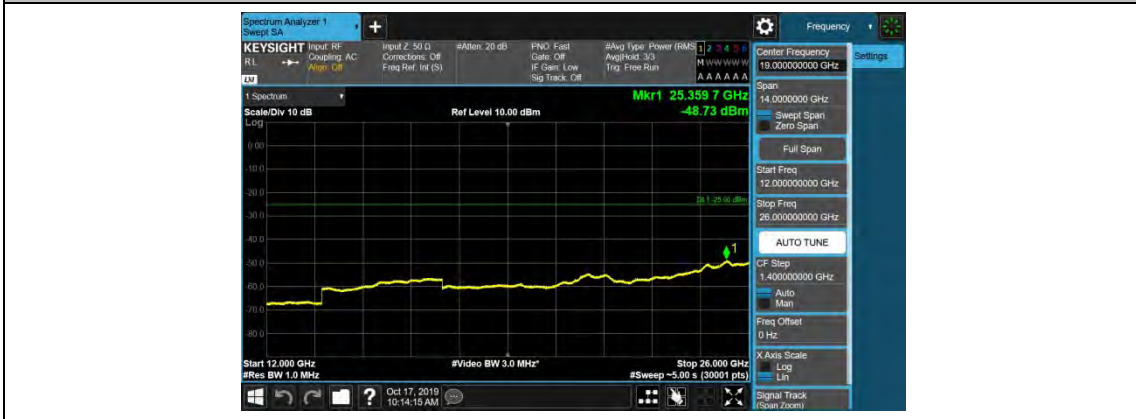 Spectrum Analyzer 1
Swept SA
+
Frequency
KEYSIGHT
RL
LXI
Input: RF
Coupling: AC
Align: Off
Input Z: 50 Ω
Corrections: Off
Freq Ref: Int (S)
#Atten: 20 dB
PNO: Fast
Gate: Off
IF Gain: Low
Sig Track: Off
#Avg Type: Power (RMS
Avg|Hold: 3/3
Trig: Free Run
1 2 3 4 5 6
M W W W W W
A A A A A A
1 Spectrum
Scale/Div 10 dB
Ref Level 10.00 dBm
Mkr1 25.359 7 GHz
-48.73 dBm
Log
0.00
-10.0
-20.0
-30.0
-40.0
-50.0
-60.0
-70.0
-80.0
DL1 -25.00 dBm
1
Start 12.000 GHz
#Res BW 1.0 MHz
#Video BW 3.0 MHz*
Stop 26.000 GHz
#Sweep ~5.00 s (30001 pts)
?
Oct 17, 2019
10:14:15 AM
Center Frequency
19.000000000 GHz
Settings
Span
14.0000000 GHz
Swept Span
Zero Span
Full Span
Start Freq
12.000000000 GHz
Stop Freq
26.000000000 GHz
AUTO TUNE
CF Step
1.400000000 GHz
Auto
Man
Freq Offset
0 Hz
X Axis Scale
Log
Lin
Signal Track
(Span Zoom)